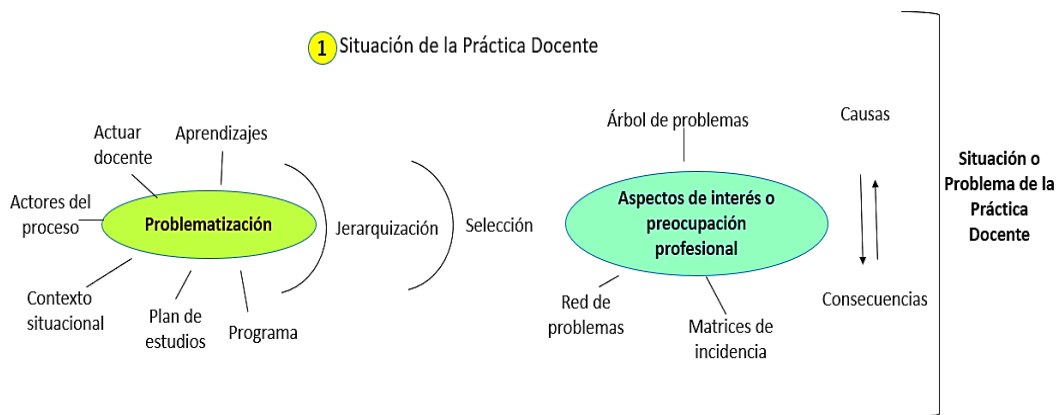 1 Situación de la Práctica Docente
Actuar
docente
Aprendizajes
Actores del
proceso
Problematización
Contexto
situacional
Plan de
estudios
Programa
Jerarquización
Selección
Árbol de problemas
Aspectos de interés o
preocupación
profesional
Red de
problemas
Matrices de
incidencia
Causas
Consecuencias
Situación o
Problema de la
Práctica
Docente